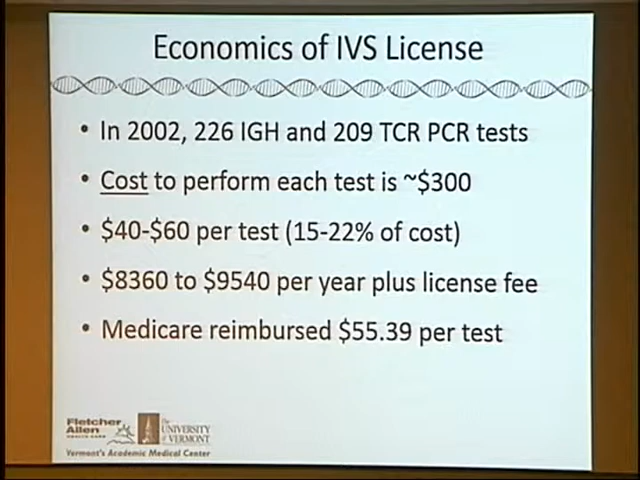 Economics of IVS License
• In 2002, 226 IGH and 209 TCR PCR tests
• Cost to perform each test is ~$300
• $40-$60 per test (15-22% of cost)
• $8360 to $9540 per year plus license fee
• Medicare reimbursed $55.39 per test
Fletcher
Allen
HEALTH CARE
The
UNIVERSITY
of VERMONT
Vermont's Academic Medical Center